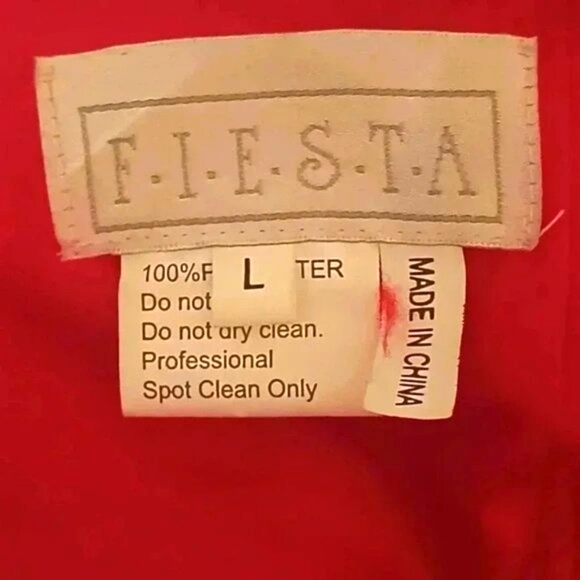 F·I·E·S·T·A
L
100%P TER
Do not
Do not dry clean.
Professional
Spot Clean Only
MADE IN CHINA